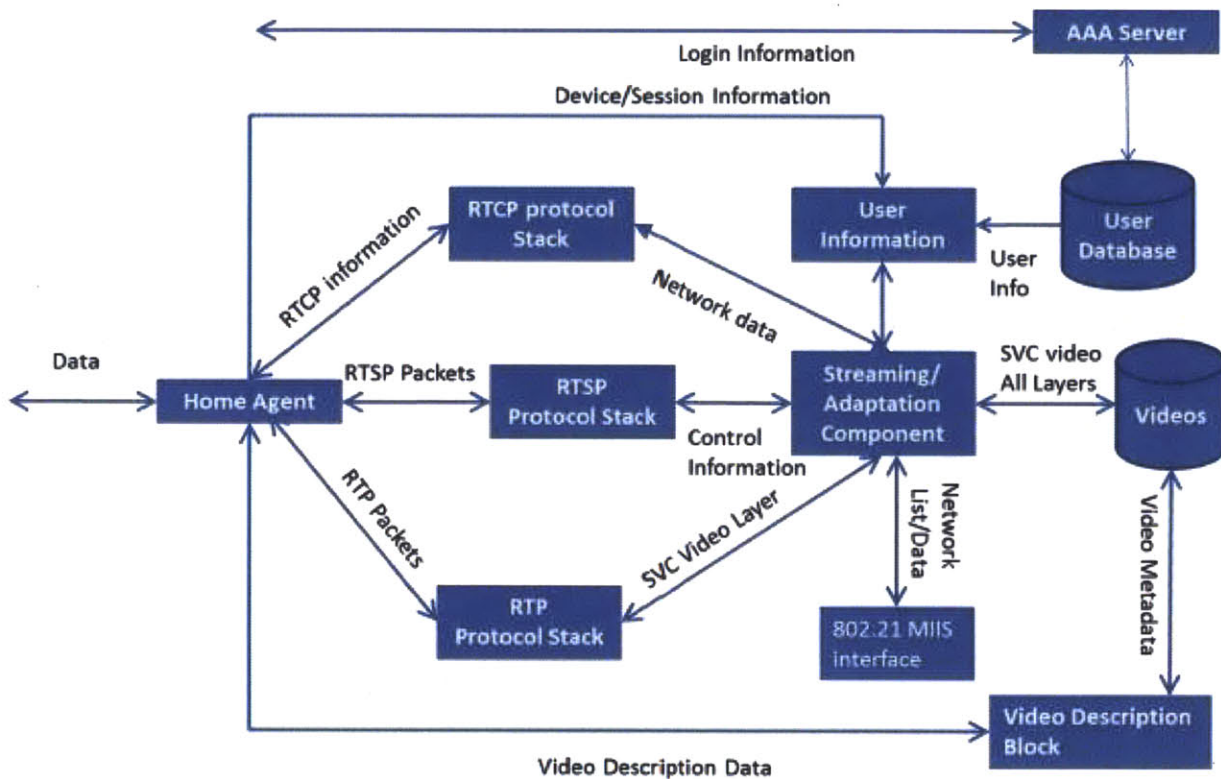 AAA Server
Login Information
Device/Session Information
RTCP protocol
Stack
User
Information
User
Database
User
Info
RTCP information
Network data
Data
Home Agent
RTSP Packets
RTSP
Protocol Stack
Control
Information
Streaming/
Adaptation
Component
SVC video
All Layers
Videos
RTP Packets
SVC Video Layer
Network
List/Data
Video Metadata
RTP
Protocol Stack
802.21 MIIS
interface
Video Description
Block
Video Description Data